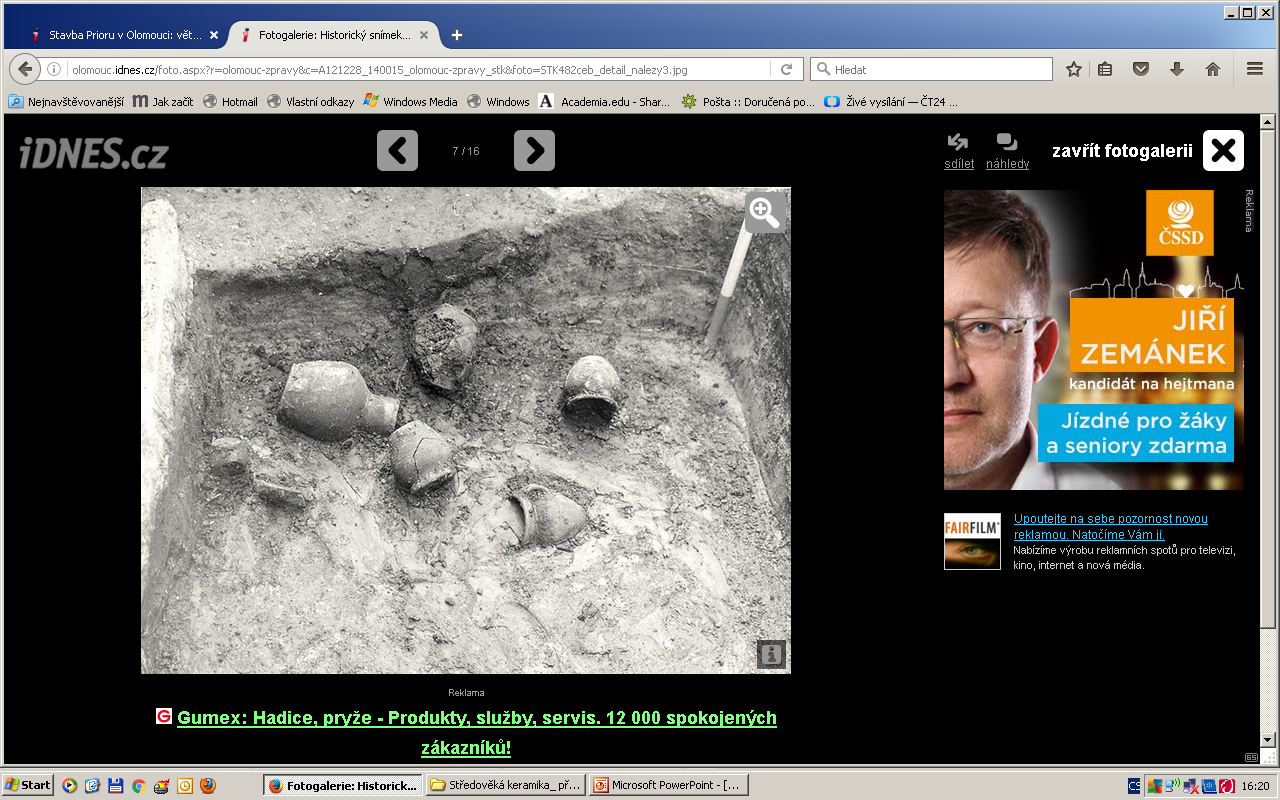 Stavba Prioru v Olomouci: vět...
Fotogalerie: Historický snímek...
olomouc.idnes.cz/foto.aspx?r=olomouc-zpravy&c=A121228_140015_olomouc-zpravy_stk&foto=STK482ceb_detail_nalezy3.jpg
Hledat
Nejnavštěvovanější
Jak začít
Hotmail
Vlastní odkazy
Windows Media
Windows
Academia.edu - Shar...
Pošta :: Doručená po...
Živé vysílání — ČT24 ...
iDNES.cz
7 / 16
sdílet
náhledy
zavřít fotogalerii
Reklama
ČSSD
JIŘÍ
ZEMÁNEK
kandidát na hejtmana
Jízdné pro žáky
a seniory zdarma
FAIRFILM
Upoutejte na sebe pozornost novou
reklamou. Natočíme Vám ji.
Nabízíme výrobu reklamních spotů pro televizi,
kino, internet a nová média.
Reklama
Gumex: Hadice, pryže - Produkty, služby, servis. 12 000 spokojených
zákazníků!
Start
Fotogalerie: Historick...
Středověká keramika_ př...
Microsoft PowerPoint - [...
CS
16:20